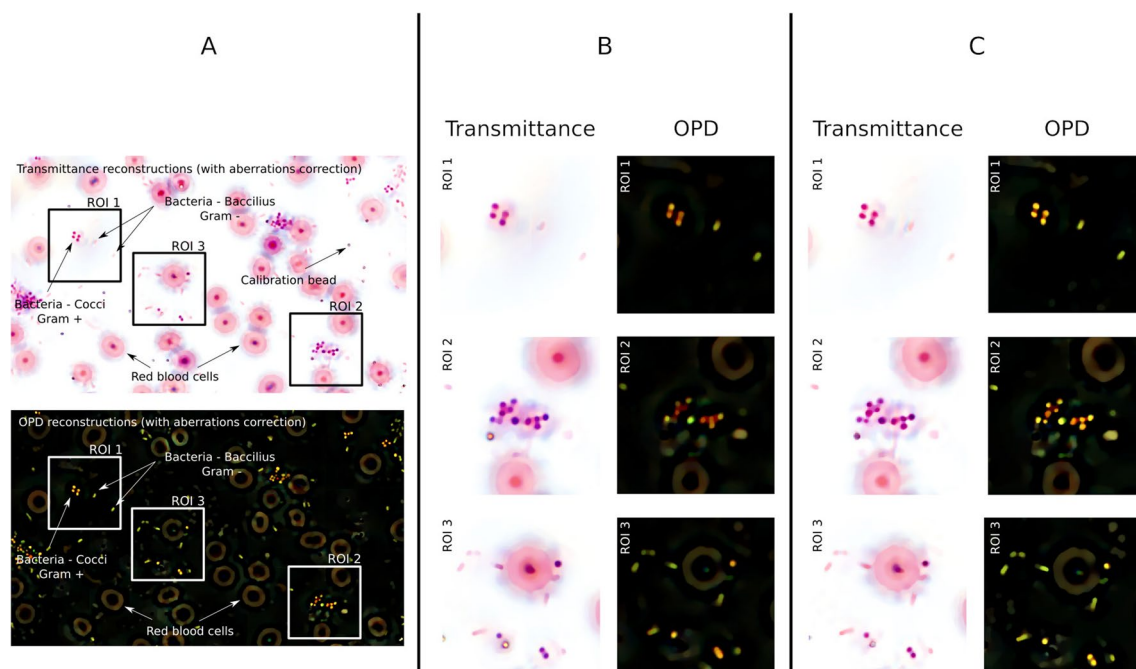 A
Transmittance reconstructions (with aberrations correction)
ROI 1
Bacteria - Baccilius
Gram -
ROI 3
Calibration bead
Bacteria - Cocci
Gram +
ROI 2
Red blood cells
OPD reconstructions (with aberrations correction)
ROI 1
Bacteria - Baccilius
Gram -
ROI 3
Bacteria - Cocci
Gram +
ROI 2
Red blood cells
B
Transmittance
OPD
ROI 1
ROI 1
ROI 2
ROI 2
ROI 3
ROI 3
C
Transmittance
OPD
ROI 1
ROI 1
ROI 2
ROI 2
ROI 3
ROI 3